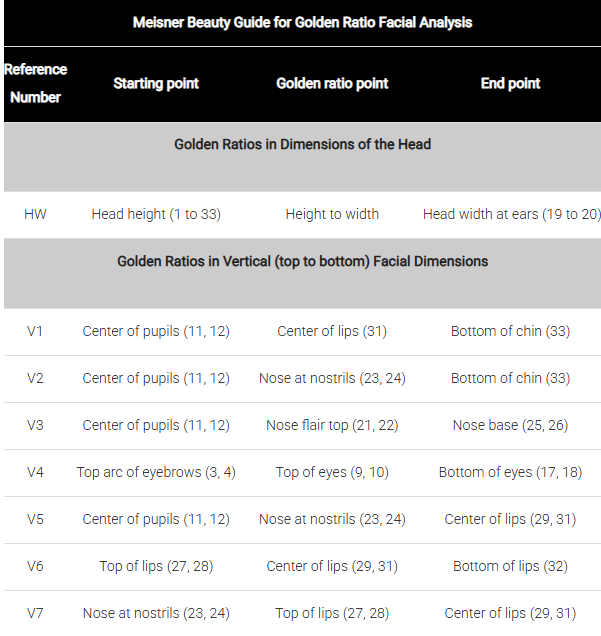 Meisner Beauty Guide for Golden Ratio Facial Analysis
Reference Number Starting point Golden ratio point End point
Golden Ratios in Dimensions of the Head
HW Head height (1 to 33) Height to width Head width at ears (19 to 20)
Golden Ratios in Vertical (top to bottom) Facial Dimensions
V1 Center of pupils (11, 12) Center of lips (31) Bottom of chin (33)
V2 Center of pupils (11, 12) Nose at nostrils (23, 24) Bottom of chin (33)
V3 Center of pupils (11, 12) Nose flair top (21, 22) Nose base (25, 26)
V4 Top arc of eyebrows (3, 4) Top of eyes (9, 10) Bottom of eyes (17, 18)
V5 Center of pupils (11, 12) Nose at nostrils (23, 24) Center of lips (29, 31)
V6 Top of lips (27, 28) Center of lips (29, 31) Bottom of lips (32)
V7 Nose at nostrils (23, 24) Top of lips (27, 28) Center of lips (29, 31)